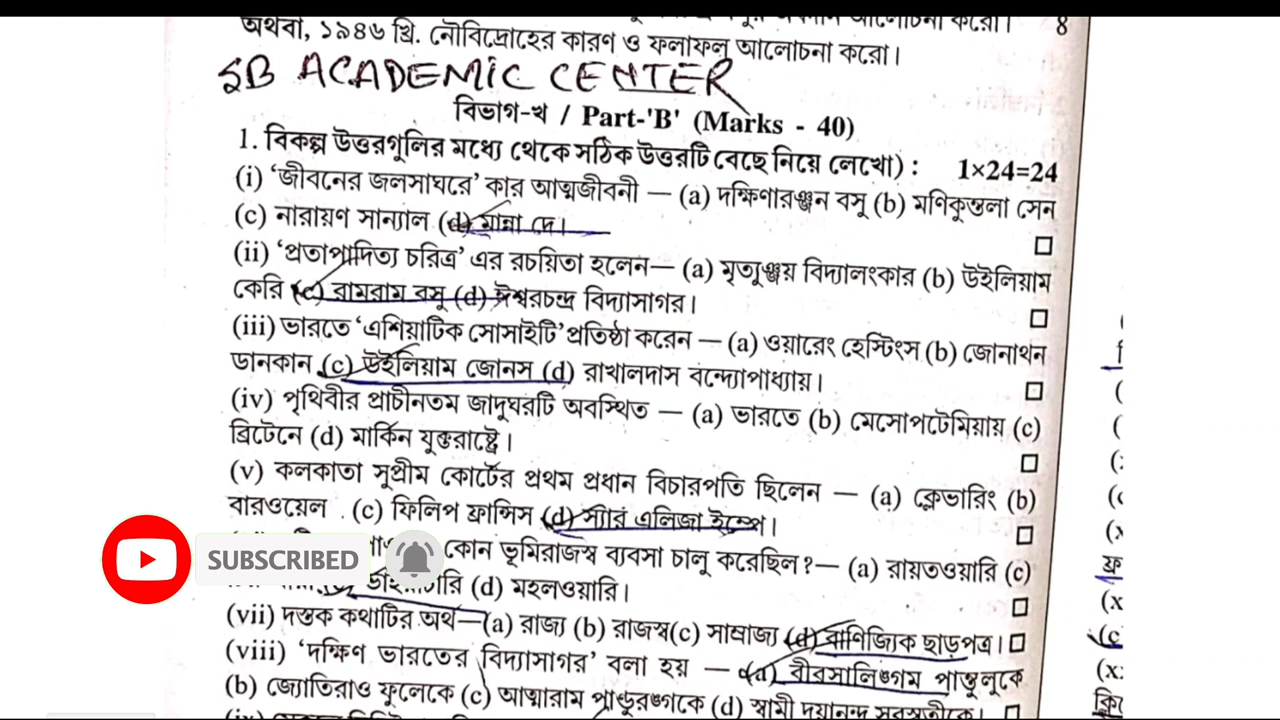 অথবা, ১৯৪৬ খ্রি. নৌবিদ্রোহের কারণ ও ফলাফল আলোচনা করো।
8
SB ACADEMIC CENTER
বিভাগ-খ / Part-'B' (Marks - 40)
1. বিকল্প উত্তরগুলির মধ্যে থেকে সঠিক উত্তরটি বেছে নিয়ে লেখো) : 1×24=24
(i) 'জীবনের জলসাঘরে' কার আত্মজীবনী — (a) দক্ষিণারঞ্জন বসু (b) মণিকুন্তলা সেন
(c) নারায়ণ সান্যাল (d) মান্না দে।
(ii) 'প্রতাপাদিত্য চরিত্র' এর রচয়িতা হলেন— (a) মৃত্যুঞ্জয় বিদ্যালংকার (b) উইলিয়াম
কেরি (c) রামরাম বসু (d) ঈশ্বরচন্দ্র বিদ্যাসাগর।
(iii) ভারতে 'এশিয়াটিক সোসাইটি' প্রতিষ্ঠা করেন — (a) ওয়ারেং হেস্টিংস (b) জোনাথন
ডানকান (c) উইলিয়াম জোনস (d) রাখালদাস বন্দ্যোপাধ্যায়।
(iv) পৃথিবীর প্রাচীনতম জাদুঘরটি অবস্থিত — (a) ভারতে (b) মেসোপটেমিয়ায় (c)
ব্রিটেনে (d) মার্কিন যুক্তরাষ্ট্রে।
(v) কলকাতা সুপ্রীম কোর্টের প্রথম প্রধান বিচারপতি ছিলেন — (a) ক্লেভারিং (b)
বারওয়েল . (c) ফিলিপ ফ্রান্সিস (d) স্যার এলিজা ইম্পে।
কোন ভূমিরাজস্ব ব্যবসা চালু করেছিল?— (a) রায়তওয়ারি (c)
(d) মহলওয়ারি।
SUBSCRIBED
(vii) দস্তক কথাটির অর্থ—(a) রাজ্য (b) রাজস্ব(c) সাম্রাজ্য (d) বাণিজ্যিক ছাড়পত্র।
(viii) 'দক্ষিণ ভারতের বিদ্যাসাগর' বলা হয় — (a) বীরসালিঙ্গম পান্তুলুকে
(b) জ্যোতিরাও ফুলেকে (c) আত্মারাম পাণ্ডুরঙ্গকে (d) স্বামী দয়ানন্দ সরস্বতীকে।